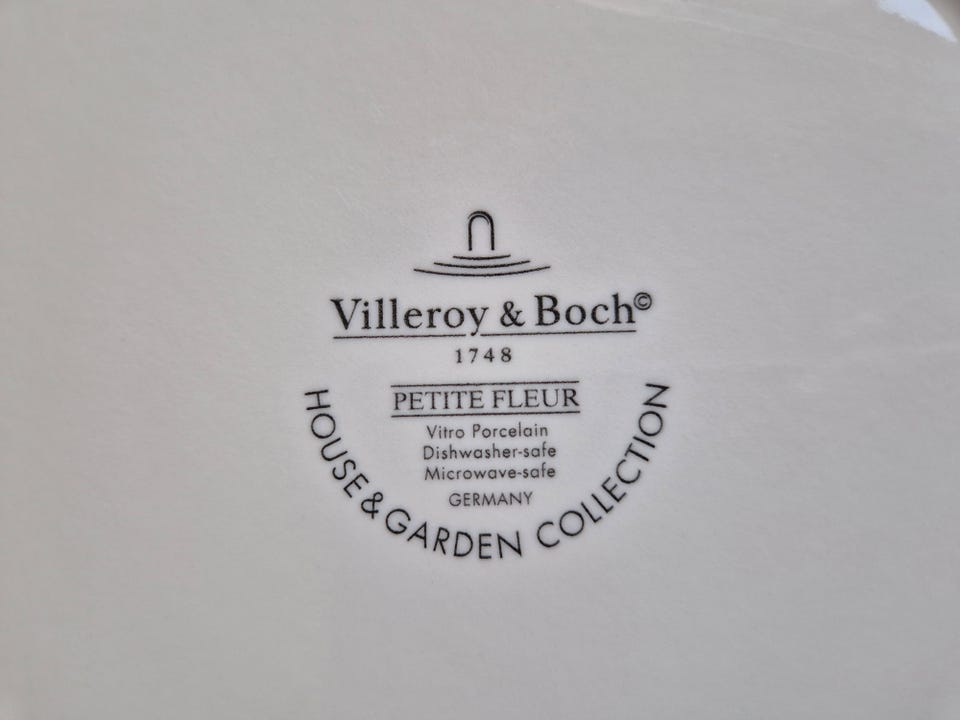 Villeroy & Boch©
1748
PETITE FLEUR
Vitro Porcelain
Dishwasher-safe
Microwave-safe
GERMANY
HOUSE & GARDEN COLLECTION